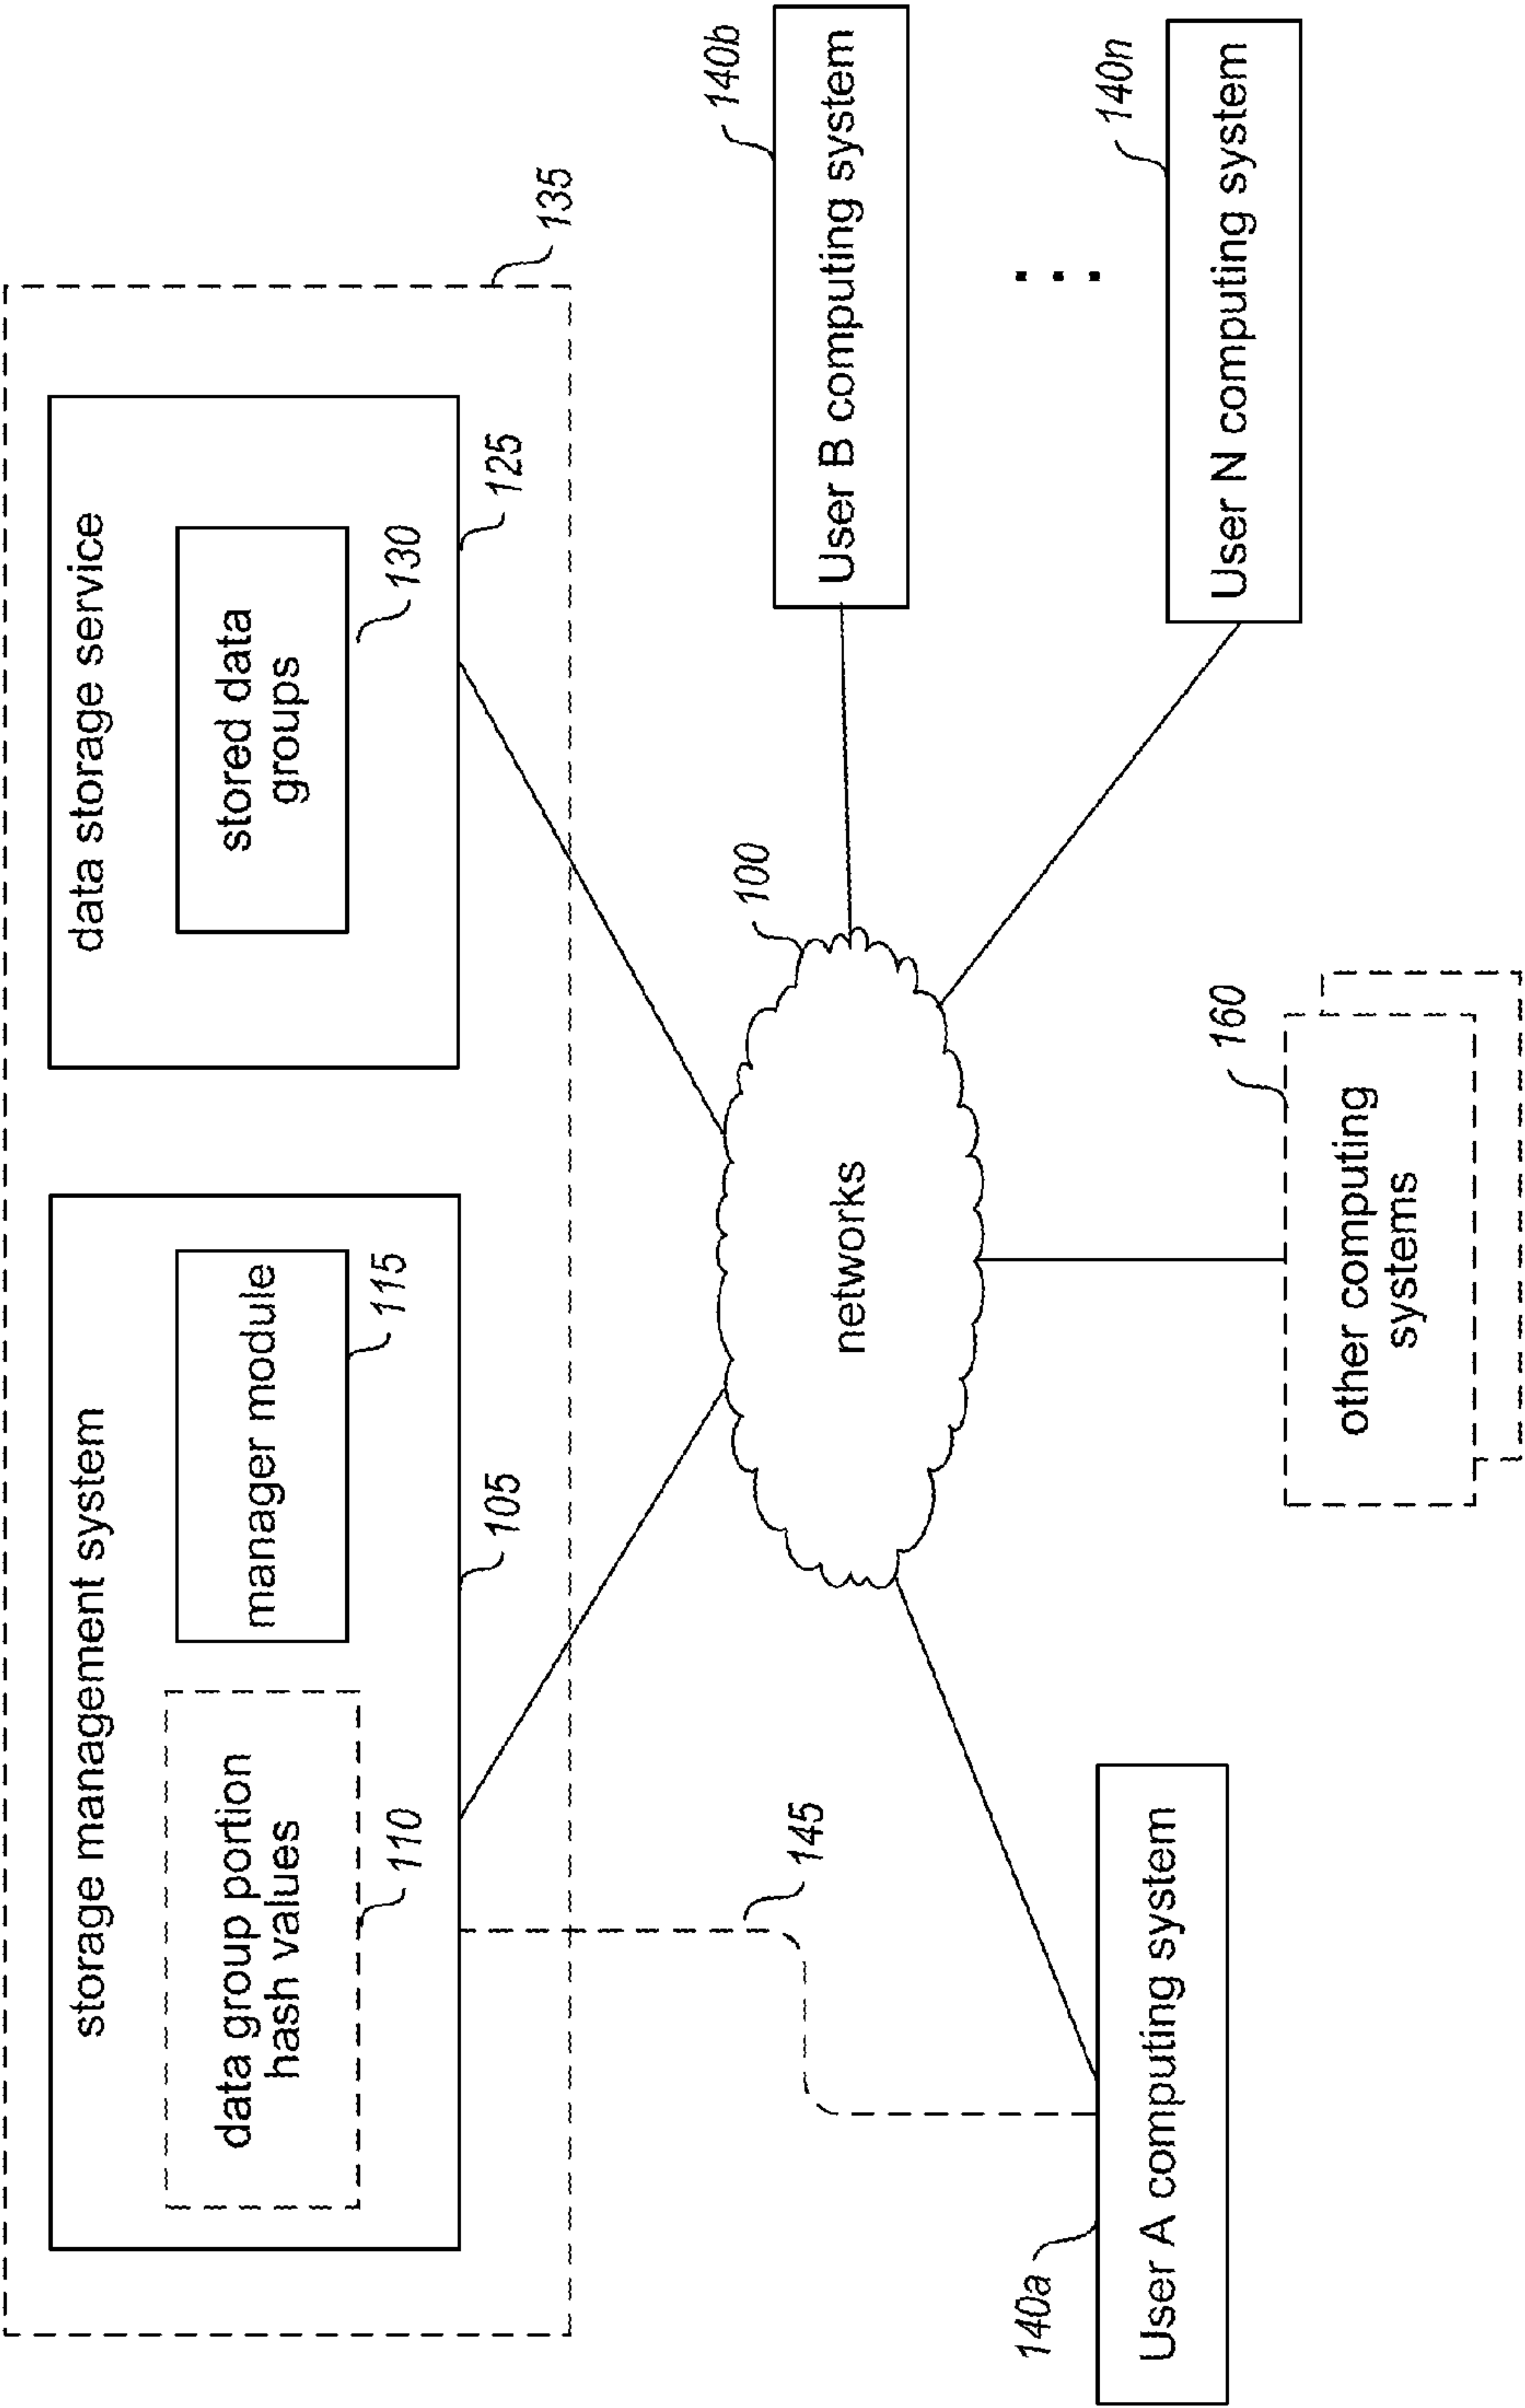 135
storage management system
data group portion
hash values
110
manager module
115
105
data storage service
stored data
groups
130
125
145
100
networks
140a
User A computing system
160
other computing
systems
140b
User B computing system
...
140n
User N computing system